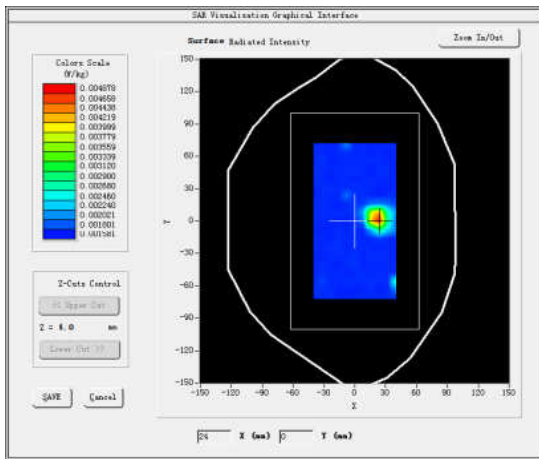 SAR Visualisation Graphical Interface
Surface Radiated Intensity
Zoom In/Out
Colors Scale
(W/kg)
0.004878
0.004658
0.004438
0.004219
0.003999
0.003779
0.003559
0.003339
0.003120
0.002900
0.002680
0.002460
0.002240
0.002021
0.001801
0.001581
150
120
90
60
30
0
-30
-60
-90
-120
-150
Y
-150 -120 -90 -60 -30 0 30 60 90 120 150
X
Z-Cuts Control
Upper Cut
Z = 4.0 mm
Lower Cut
SAVE Cancel
24 X (mm) 0 Y (mm)